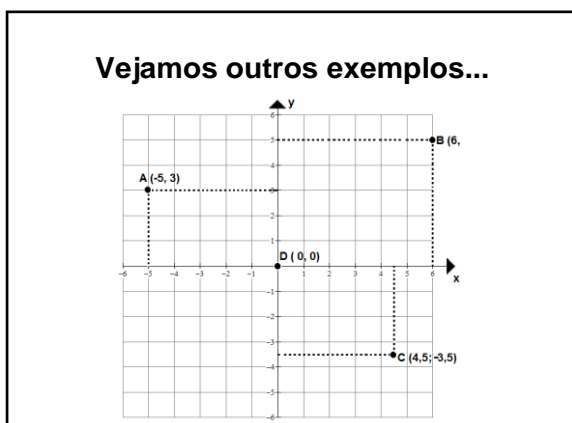 Vejamos outros exemplos...
y
6
5
B (6,
4
A (-5, 3)
3
2
1
D ( 0, 0)
-6 -5 -4 -3 -2 -1 1 2 3 4 5 6
x
-1
-2
-3
C (4,5; -3,5)
-4
-5
-6